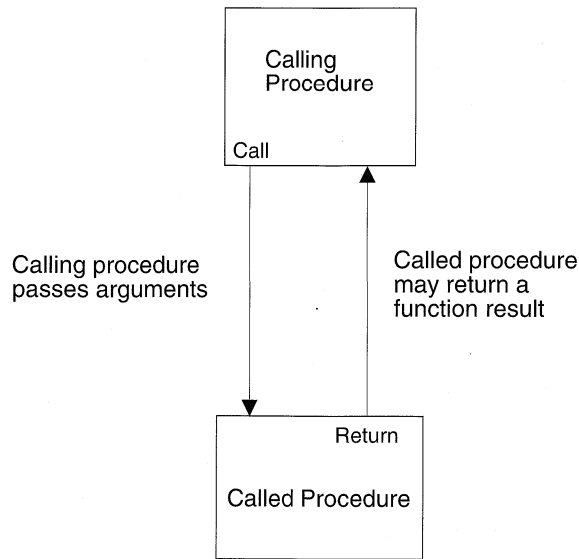 Calling
Procedure
Call
Calling procedure
passes arguments
Called procedure
may return a
function result
Return
Called Procedure